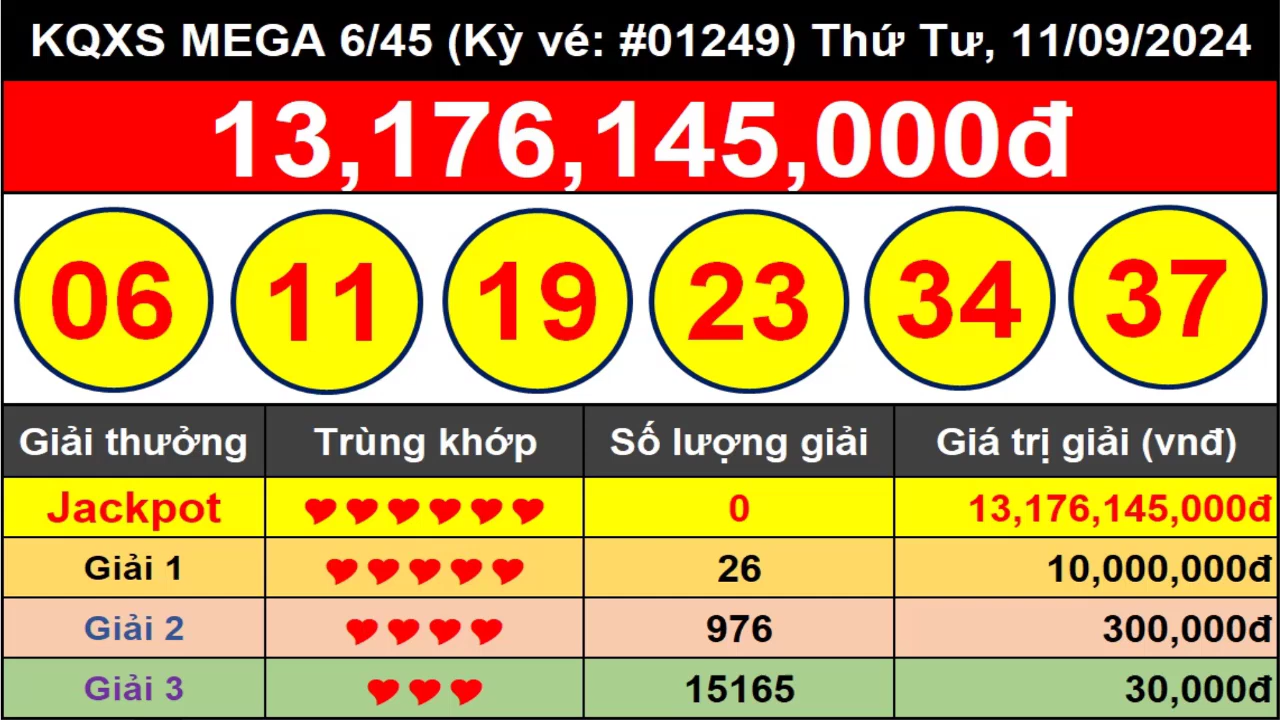 KQXS MEGA 6/45 (Kỳ vé: #01249) Thứ Tư, 11/09/2024
13,176,145,000đ
06 11 19 23 34 37
Giải thưởng Trùng khớp Số lượng giải Giá trị giải (vnđ)
Jackpot 0 13,176,145,000đ
Giải 1 26 10,000,000đ
Giải 2 976 300,000đ
Giải 3 15165 30,000đ